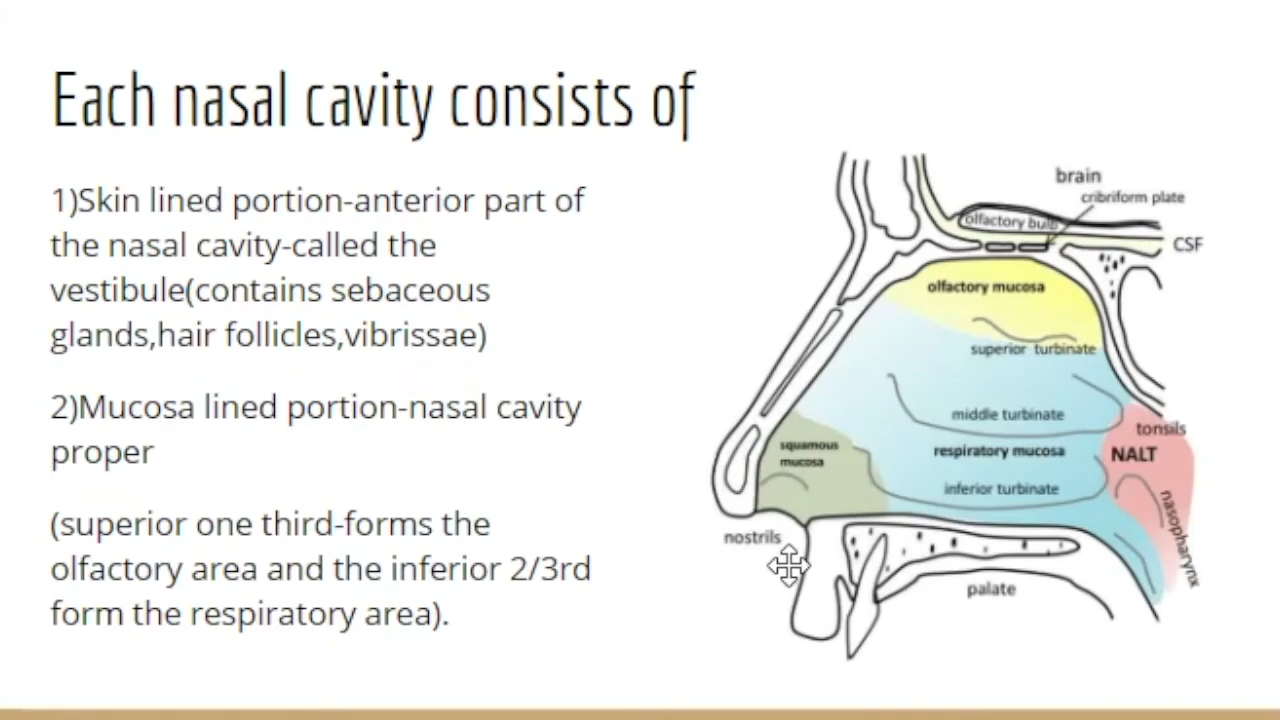 Each nasal cavity consists of
1)Skin lined portion-anterior part of
the nasal cavity-called the
vestibule(contains sebaceous
glands,hair follicles,vibrissae)
2)Mucosa lined portion-nasal cavity
proper
(superior one third-forms the
olfactory area and the inferior 2/3rd
form the respiratory area).
brain
cribriform plate
olfactory bulb
CSF
olfactory mucosa
superior turbinate
middle turbinate
tonsils
squamous
mucosa
respiratory mucosa
NALT
inferior turbinate
nasopharynx
nostrils
palate